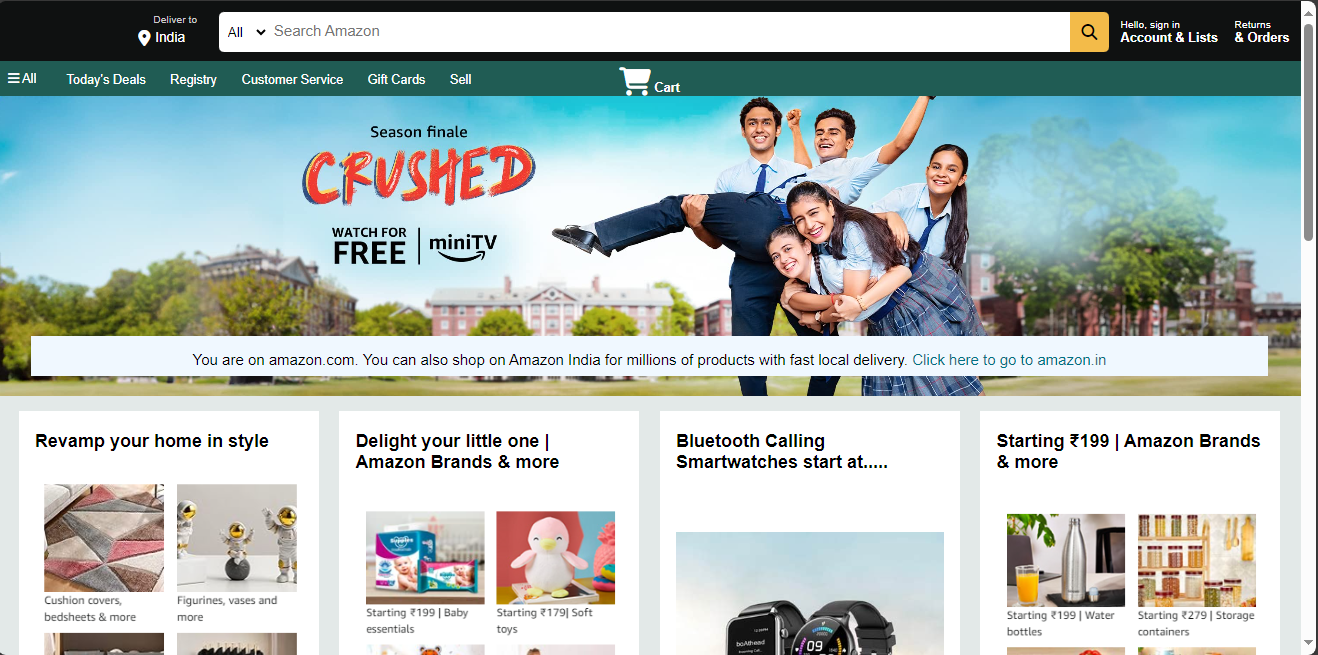 Deliver to
India
All
Search Amazon
Hello, sign in
Account & Lists
Returns
& Orders
All
Today's Deals
Registry
Customer Service
Gift Cards
Sell
Cart
Season finale
CRUSHED
WATCH FOR
FREE
miniTV
You are on amazon.com. You can also shop on Amazon India for millions of products with fast local delivery. Click here to go to amazon.in
Revamp your home in style
Cushion covers,
bedsheets & more
Figurines, vases and
more
Delight your little one |
Amazon Brands & more
Starting ₹199 | Baby
essentials
Starting ₹179| Soft
toys
Bluetooth Calling
Smartwatches start at.....
boAthead
09
Starting ₹199 | Amazon Brands
& more
Starting ₹199 | Water
bottles
Starting ₹279 | Storage
containers